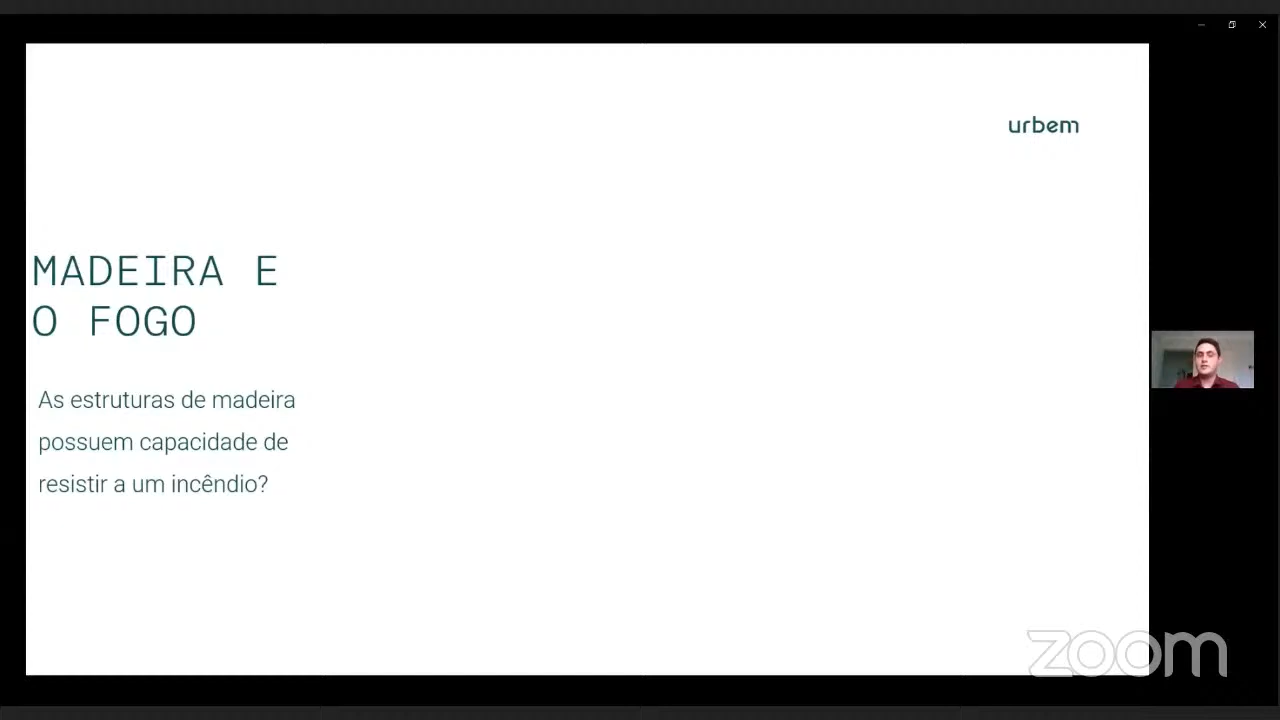 urbem
MADEIRA E
O FOGO
As estruturas de madeira
possuem capacidade de
resistir a um incêndio?
zoom